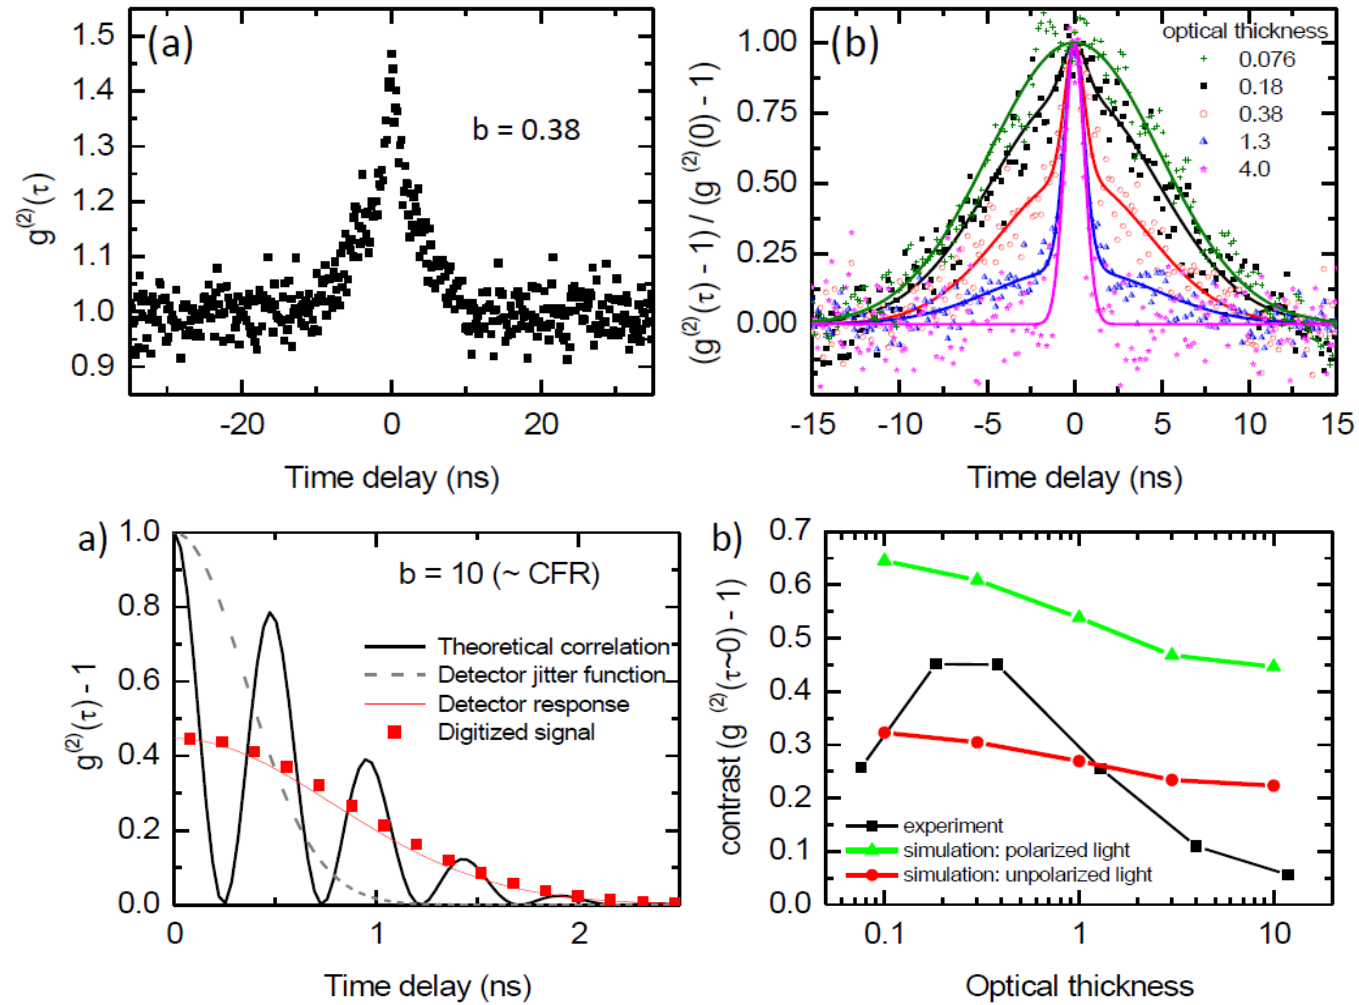 (a)
b = 0.38
g⁽²⁾(τ)
1.5
1.4
1.3
1.2
1.1
1.0
0.9
-20
0
20
Time delay (ns)
(b)
optical thickness
0.076
0.18
0.38
1.3
4.0
(g⁽²⁾(τ) - 1) / (g⁽²⁾(0) - 1)
1.00
0.75
0.50
0.25
0.00
-15
-10
-5
0
5
10
15
Time delay (ns)
a)
b = 10 (~ CFR)
Theoretical correlation
Detector jitter function
Detector response
Digitized signal
g⁽²⁾(τ) - 1
1.0
0.8
0.6
0.4
0.2
0.0
0
1
2
Time delay (ns)
b)
contrast (g⁽²⁾(τ~0) - 1)
0.7
0.6
0.5
0.4
0.3
0.2
0.1
0.0
experiment
simulation: polarized light
simulation: unpolarized light
0.1
1
10
Optical thickness